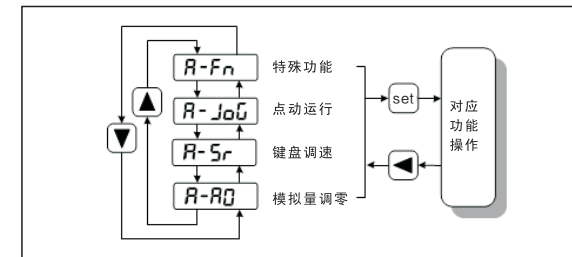 A-Fn 特殊功能
A-JoG 点动运行
A-Sr 键盘调速
A-A0 模拟量调零
set
对应
功能
操作